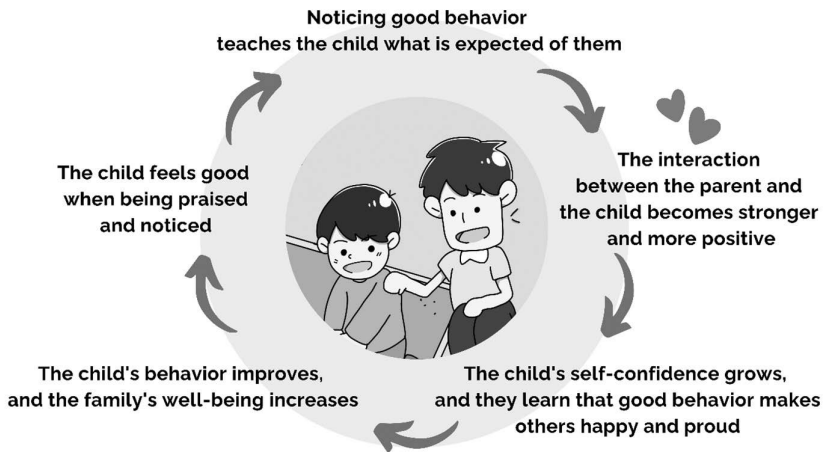 Noticing good behavior
teaches the child what is expected of them
The interaction
between the parent and
the child becomes stronger
and more positive
The child's self-confidence grows,
and they learn that good behavior makes
others happy and proud
The child's behavior improves,
and the family's well-being increases
The child feels good
when being praised
and noticed